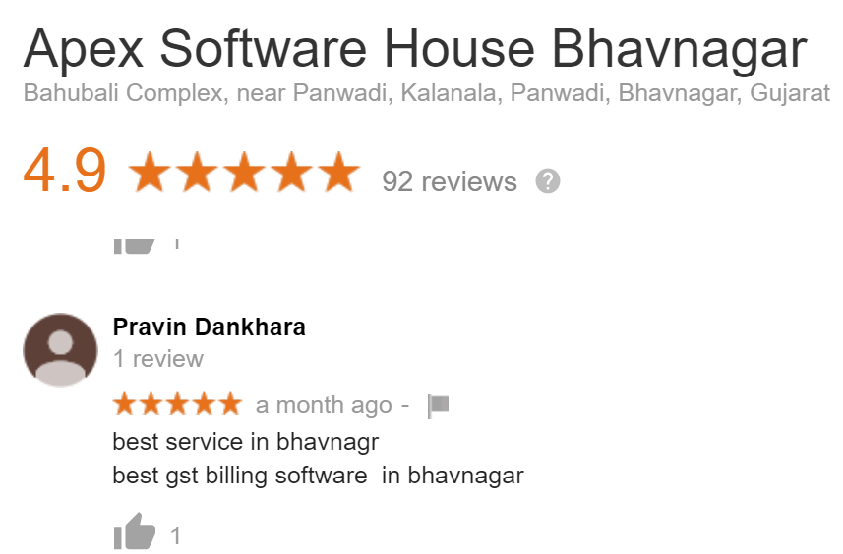 Apex Software House Bhavnagar
Bahubali Complex, near Panwadi, Kalanala, Panwadi, Bhavnagar, Gujarat
4.9 92 reviews ?
Pravin Dankhara
1 review
a month ago -
best service in bhavnagr
best gst billing software  in bhavnagar
1